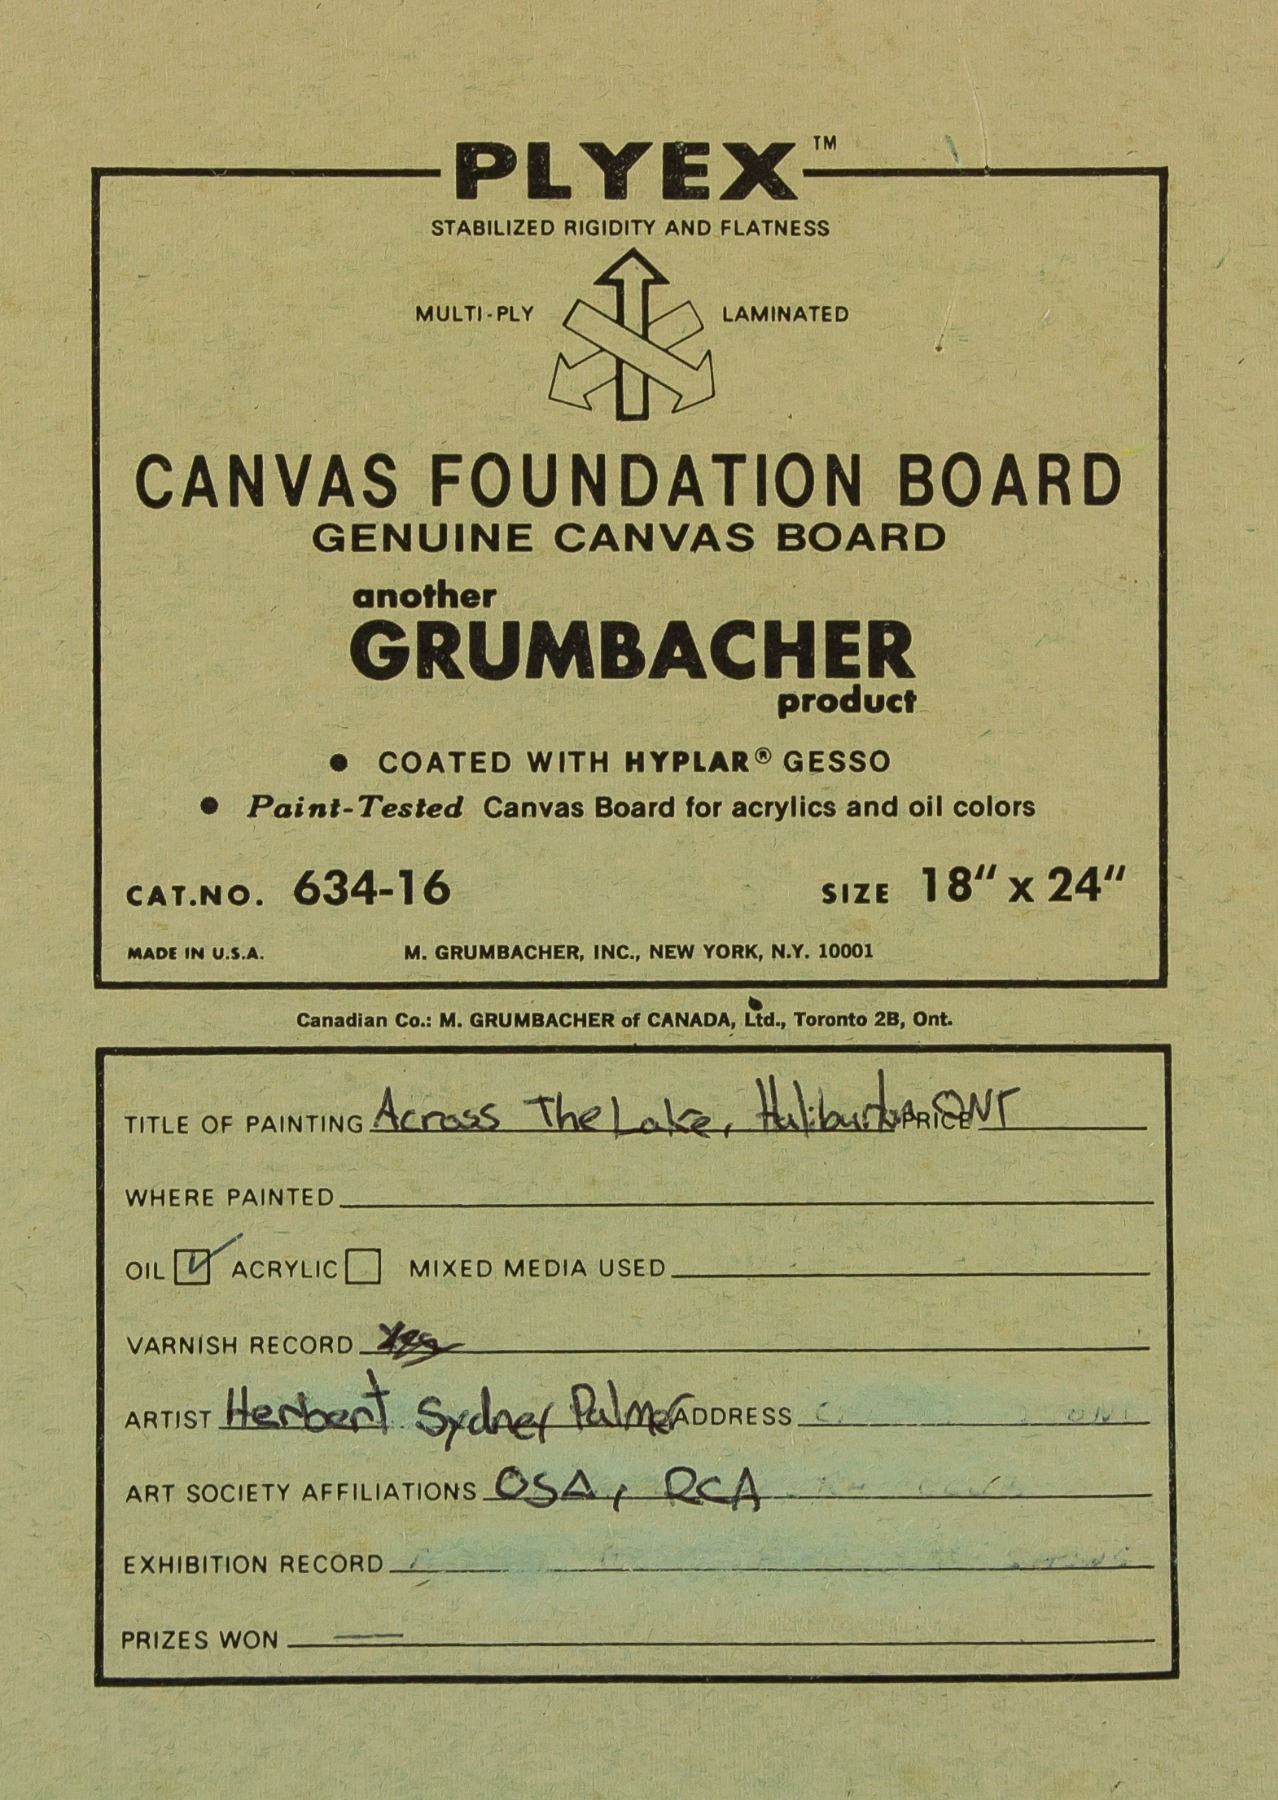 PLYEX™
STABILIZED RIGIDITY AND FLATNESS
MULTI-PLY LAMINATED
CANVAS FOUNDATION BOARD
GENUINE CANVAS BOARD
another
GRUMBACHER
product
• COATED WITH HYPLAR® GESSO
• Paint-Tested Canvas Board for acrylics and oil colors
CAT.NO. 634-16 SIZE 18" x 24"
MADE IN U.S.A. M. GRUMBACHER, INC., NEW YORK, N.Y. 10001
Canadian Co.: M. GRUMBACHER of CANADA, Ltd., Toronto 2B, Ont.
TITLE OF PAINTING Across The Lake, Haliburton ONT PRICE
WHERE PAINTED
OIL ACRYLIC MIXED MEDIA USED
VARNISH RECORD Yes
ARTIST Herbert Sydney Palmer ADDRESS ONT
ART SOCIETY AFFILIATIONS OSA, RCA
EXHIBITION RECORD
PRIZES WON —